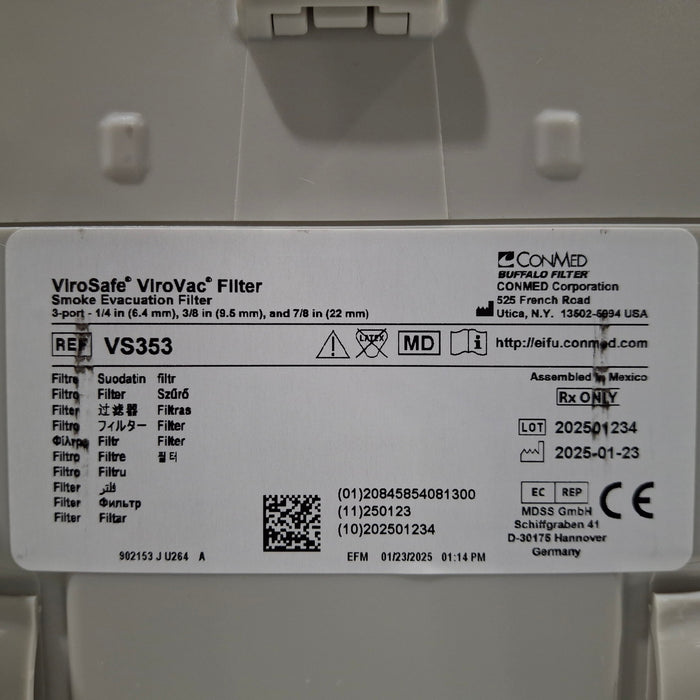 ViroSafe® ViroVac® Filter
Smoke Evacuation Filter
3-port - 1/4 in (6.4 mm), 3/8 in (9.5 mm), and 7/8 in (22 mm)
CONMED
BUFFALO FILTER
CONMED Corporation
525 French Road
Utica, N.Y. 13502-5994 USA
REF VS353
LATEX
MD
http://eifu.conmed.com
Assembled in Mexico
Rx ONLY
LOT 202501234
2025-01-23
Filtro Suodatin filtr
Filtro Filter Szűrő
Filter 过滤器 Filtras
Filtro フィルター Filter
Φίλτρο Filtr Filter
Filtro Filtre 필터
Filtro Filtru
Filter فلتر
Filter Фильтр
Filter Filtar
(01)20845854081300
(11)250123
(10)202501234
EC REP
MDSS GmbH
Schiffgraben 41
D-30175 Hannover
Germany
CE
902153 J U264 A
EFM 01/23/2025 01:14 PM